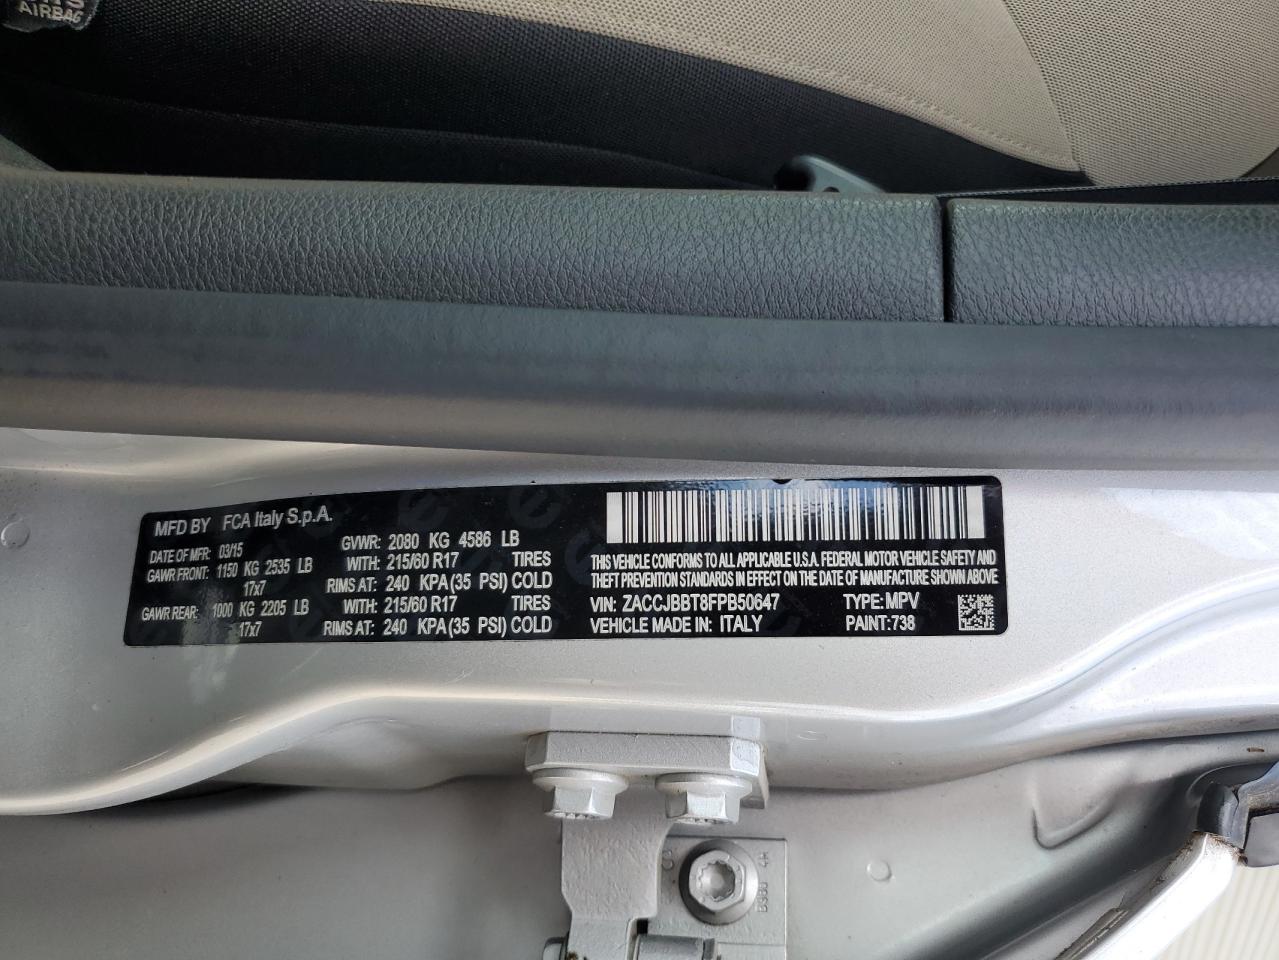 AIRBAG
MFD BY FCA Italy S.p.A.
DATE OF MFR: 03/15 GVWR: 2080 KG 4586 LB
GAWR FRONT: 1150 KG 2535 LB WITH: 215/60 R17 TIRES
17x7 RIMS AT: 240 KPA(35 PSI) COLD
GAWR REAR: 1000 KG 2205 LB WITH: 215/60 R17 TIRES
17x7 RIMS AT: 240 KPA(35 PSI) COLD
THIS VEHICLE CONFORMS TO ALL APPLICABLE U.S.A. FEDERAL MOTOR VEHICLE SAFETY AND
THEFT PREVENTION STANDARDS IN EFFECT ON THE DATE OF MANUFACTURE SHOWN ABOVE
VIN: ZACCJBBT8FPB50647 TYPE: MPV
VEHICLE MADE IN: ITALY PAINT:738